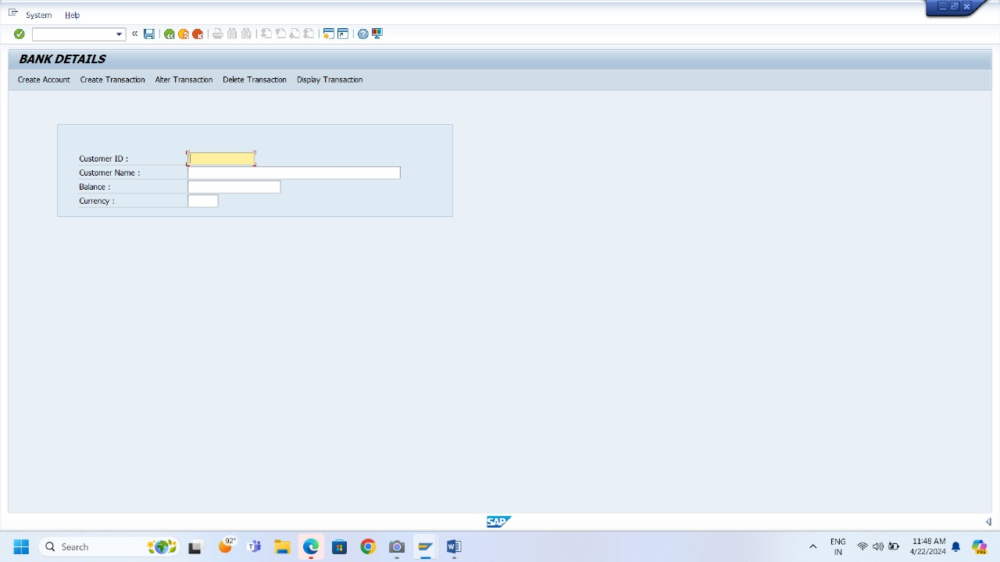 System Help
BANK DETAILS
Create Account Create Transaction Alter Transaction Delete Transaction Display Transaction
Customer ID :
Customer Name :
Balance :
Currency :
SAP
Search
92°
ENG
IN
11:48 AM
4/22/2024
PRE